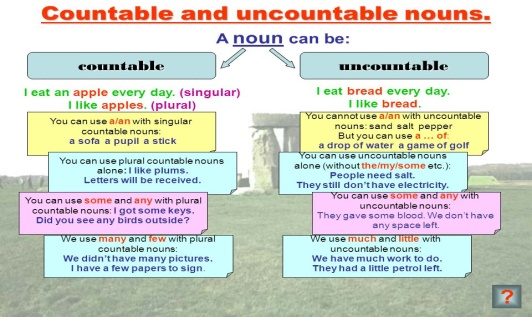 Countable and uncountable nouns.
A noun can be:
countable
I eat an apple every day. (singular)
I like apples. (plural)
You can use a/an with singular
countable nouns:
a sofa a pupil a stick
You can use plural countable nouns
alone: I like plums.
Letters will be received.
You can use some and any with plural
countable nouns: I got some keys.
Did you see any birds outside?
We use many and few with plural
countable nouns:
We didn't have many pictures.
I have a few papers to sign.
uncountable
I eat bread every day.
I like bread.
You cannot use a/an with uncountable
nouns: sand salt pepper
But you can use a ... of:
a drop of water a game of golf
You can use uncountable nouns
alone (without the/my/some etc.):
People need salt.
They still don't have electricity.
You can use some and any with
uncountable nouns:
They gave some blood. We don't have
any space left.
We use much and little with
uncountable nouns:
We have much work to do.
They had a little petrol left.
?